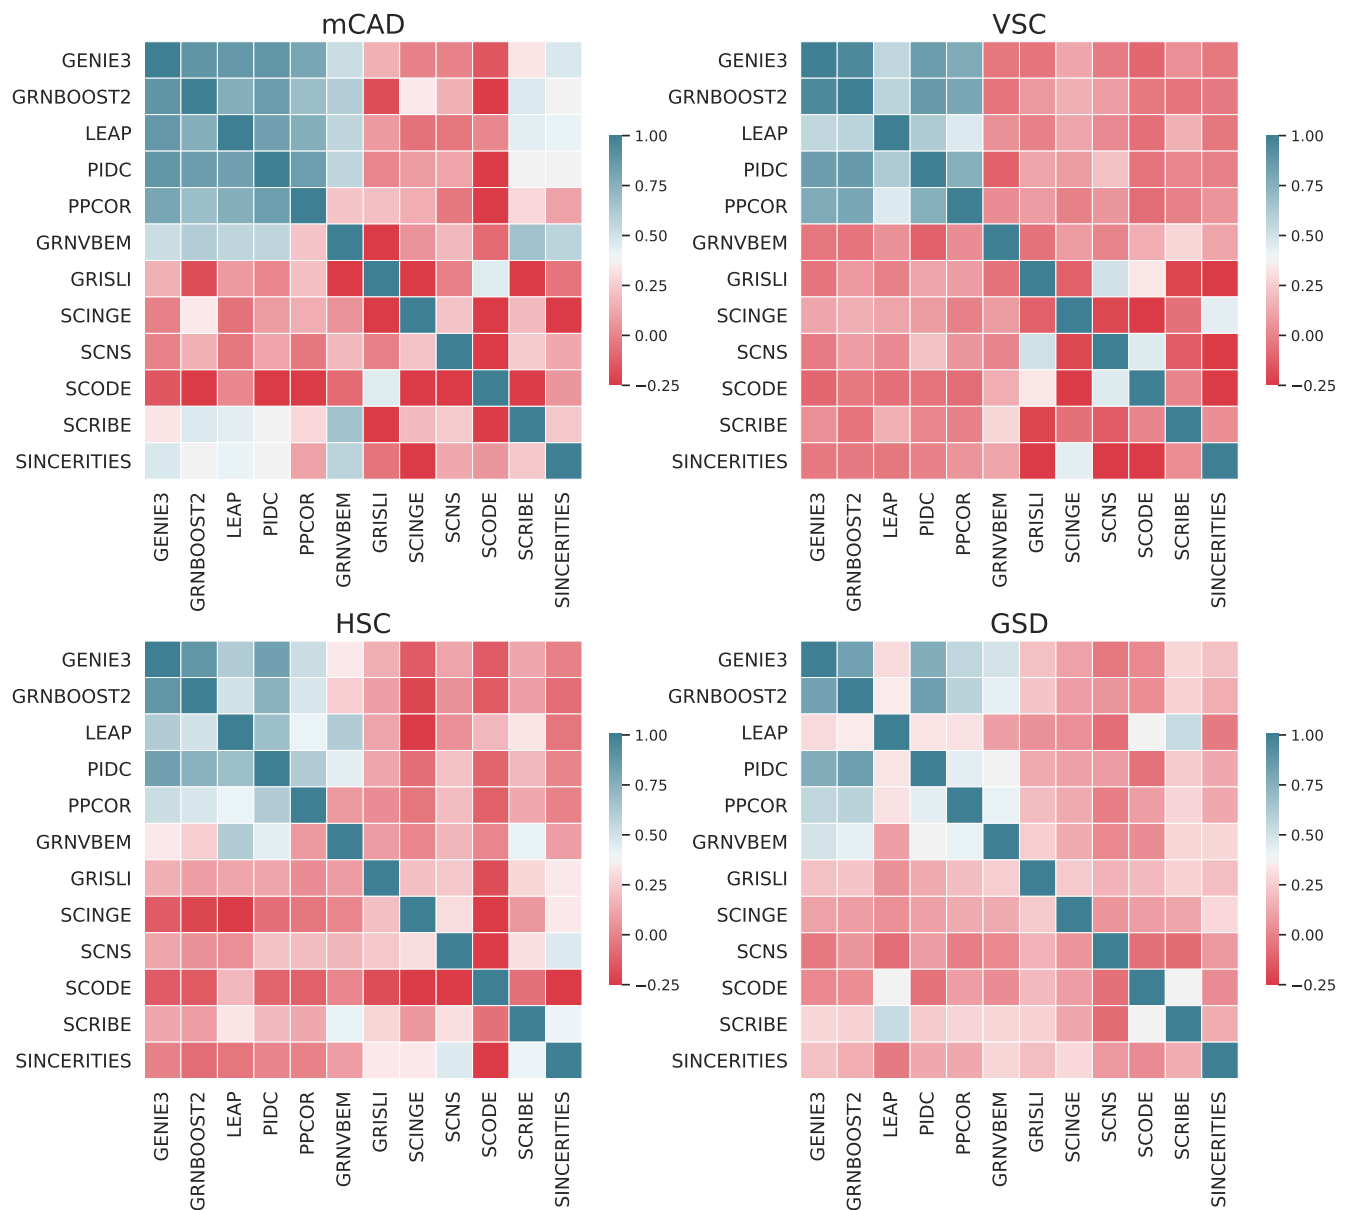 mCAD
GENIE3
GRNBOOST2
LEAP
PIDC
PPCOR
GRNVBEM
GRISLI
SCINGE
SCNS
SCODE
SCRIBE
SINCERITIES
GENIE3
GRNBOOST2
LEAP
PIDC
PPCOR
GRNVBEM
GRISLI
SCINGE
SCNS
SCODE
SCRIBE
SINCERITIES
1.00
0.75
0.50
0.25
0.00
−0.25
VSC
GENIE3
GRNBOOST2
LEAP
PIDC
PPCOR
GRNVBEM
GRISLI
SCINGE
SCNS
SCODE
SCRIBE
SINCERITIES
GENIE3
GRNBOOST2
LEAP
PIDC
PPCOR
GRNVBEM
GRISLI
SCINGE
SCNS
SCODE
SCRIBE
SINCERITIES
1.00
0.75
0.50
0.25
0.00
−0.25
HSC
GENIE3
GRNBOOST2
LEAP
PIDC
PPCOR
GRNVBEM
GRISLI
SCINGE
SCNS
SCODE
SCRIBE
SINCERITIES
GENIE3
GRNBOOST2
LEAP
PIDC
PPCOR
GRNVBEM
GRISLI
SCINGE
SCNS
SCODE
SCRIBE
SINCERITIES
1.00
0.75
0.50
0.25
0.00
−0.25
GSD
GENIE3
GRNBOOST2
LEAP
PIDC
PPCOR
GRNVBEM
GRISLI
SCINGE
SCNS
SCODE
SCRIBE
SINCERITIES
GENIE3
GRNBOOST2
LEAP
PIDC
PPCOR
GRNVBEM
GRISLI
SCINGE
SCNS
SCODE
SCRIBE
SINCERITIES
1.00
0.75
0.50
0.25
0.00
−0.25